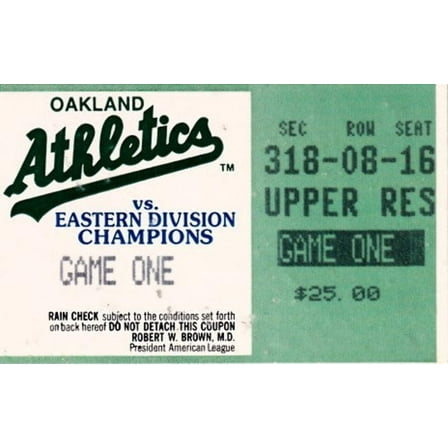 OAKLAND
Athletics TM
vs.
EASTERN DIVISION
CHAMPIONS
GAME ONE
RAIN CHECK subject to the conditions set forth
on back hereof DO NOT DETACH THIS COUPON
ROBERT W. BROWN, M.D.
President American League
SEC ROW SEAT
318-08-16
UPPER RES
GAME ONE
$25.00